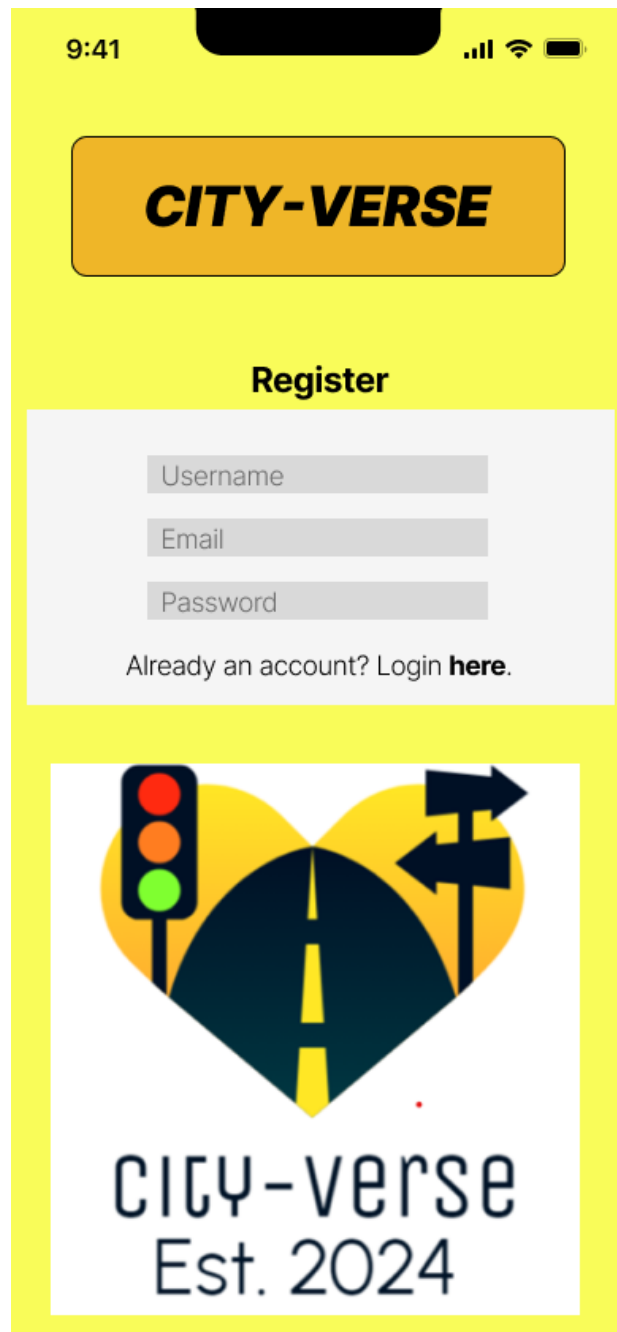 9:41
CITY-VERSE
Register
Username
Email
Password
Already an account? Login here.
city-verse
Est. 2024